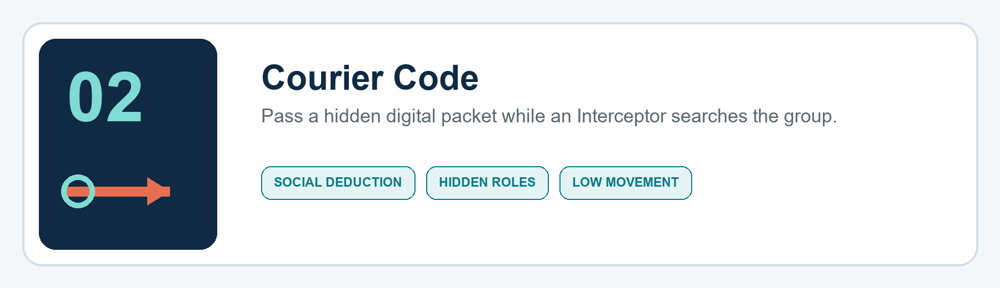 02
Courier Code
Pass a hidden digital packet while an Interceptor searches the group.
SOCIAL DEDUCTION
HIDDEN ROLES
LOW MOVEMENT